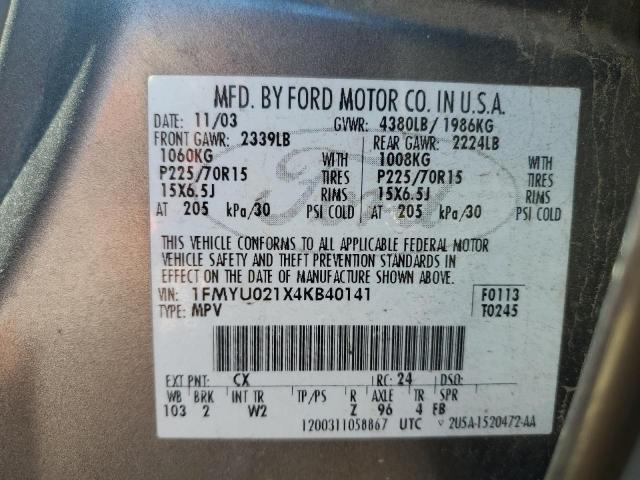 MFD. BY FORD MOTOR CO. IN U.S.A.
DATE: 11/03 GVWR: 4380LB/ 1986KG
FRONT GAWR: 2339LB REAR GAWR: 2224LB
1060KG WITH 1008KG WITH
P225/70R15 TIRES P225/70R15 TIRES
15X6.5J RIMS 15X6.5J RIMS
AT 205 kPa/30 PSI COLD AT 205 kPa/30 PSI COLD
Ford
THIS VEHICLE CONFORMS TO ALL APPLICABLE FEDERAL MOTOR
VEHICLE SAFETY AND THEFT PREVENTION STANDARDS IN
EFFECT ON THE DATE OF MANUFACTURE SHOWN ABOVE.
VIN: 1FMYU021X4KB40141 F0113
TYPE: MPV T0245
EXT PNT: CX RC: 24 DSO:
WB BRK INT TR TP/PS R AXLE TR SPR
103 2 W2 Z 96 4 FB
1200311058867 UTC 2U5A-1520472-AA